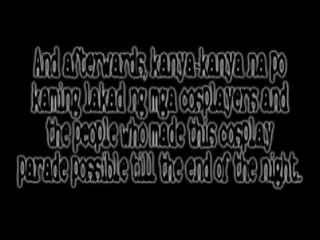 And afterwards, kanya-kanya na po
kaming lakad ng mga cosplayers and
the people who made this cosplay
parade possible till the end of the night.